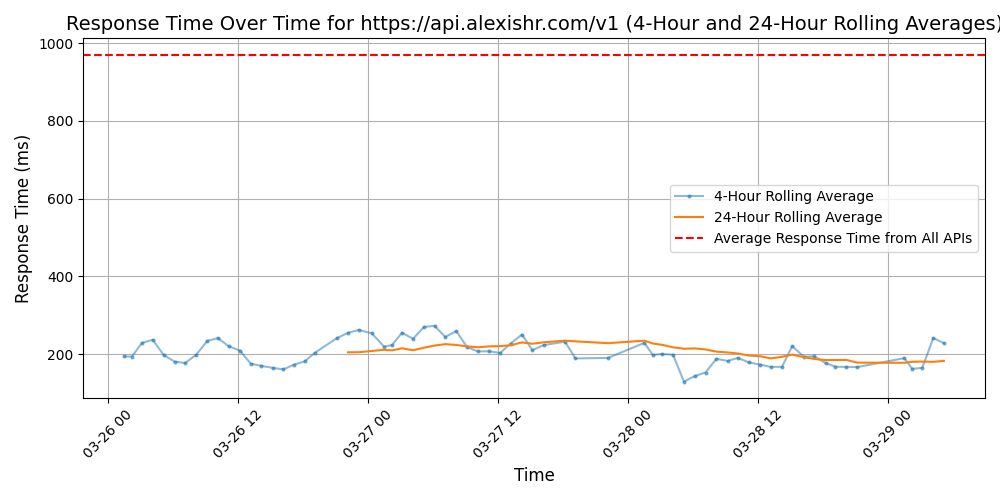 Response Time Over Time for https://api.alexishr.com/v1 (4-Hour and 24-Hour Rolling Averages)
1000
800
600
400
200
Response Time (ms)
4-Hour Rolling Average
24-Hour Rolling Average
Average Response Time from All APIs
03-26 00
03-26 12
03-27 00
03-27 12
03-28 00
03-28 12
03-29 00
Time